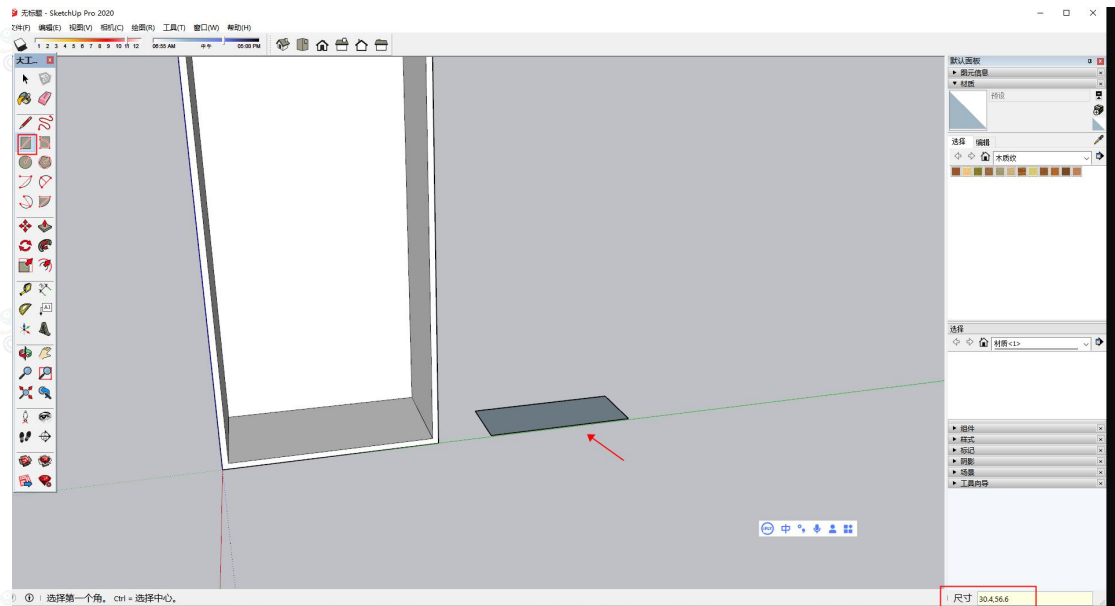 无标题 - SketchUp Pro 2020
文件(F) 编辑(E) 视图(V) 相机(C) 绘图(R) 工具(T) 窗口(W) 帮助(H)
1 2 3 4 5 6 7 8 9 10 11 12 06:55 AM 中午 05:00 PM
大工...
A1
默认面板
图元信息
材质
预设
选择 编辑
木质纹
选择
材质<1>
组件
样式
标记
阴影
场景
工具向导
中
选择第一个角。 Ctrl = 选择中心。
尺寸 30.4,56.6